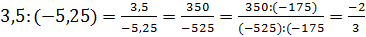 3,5:(−5,25) = 3,5/−5,25 = 350/−525 = 350:(−175)/(−525):(−175 = −2/3